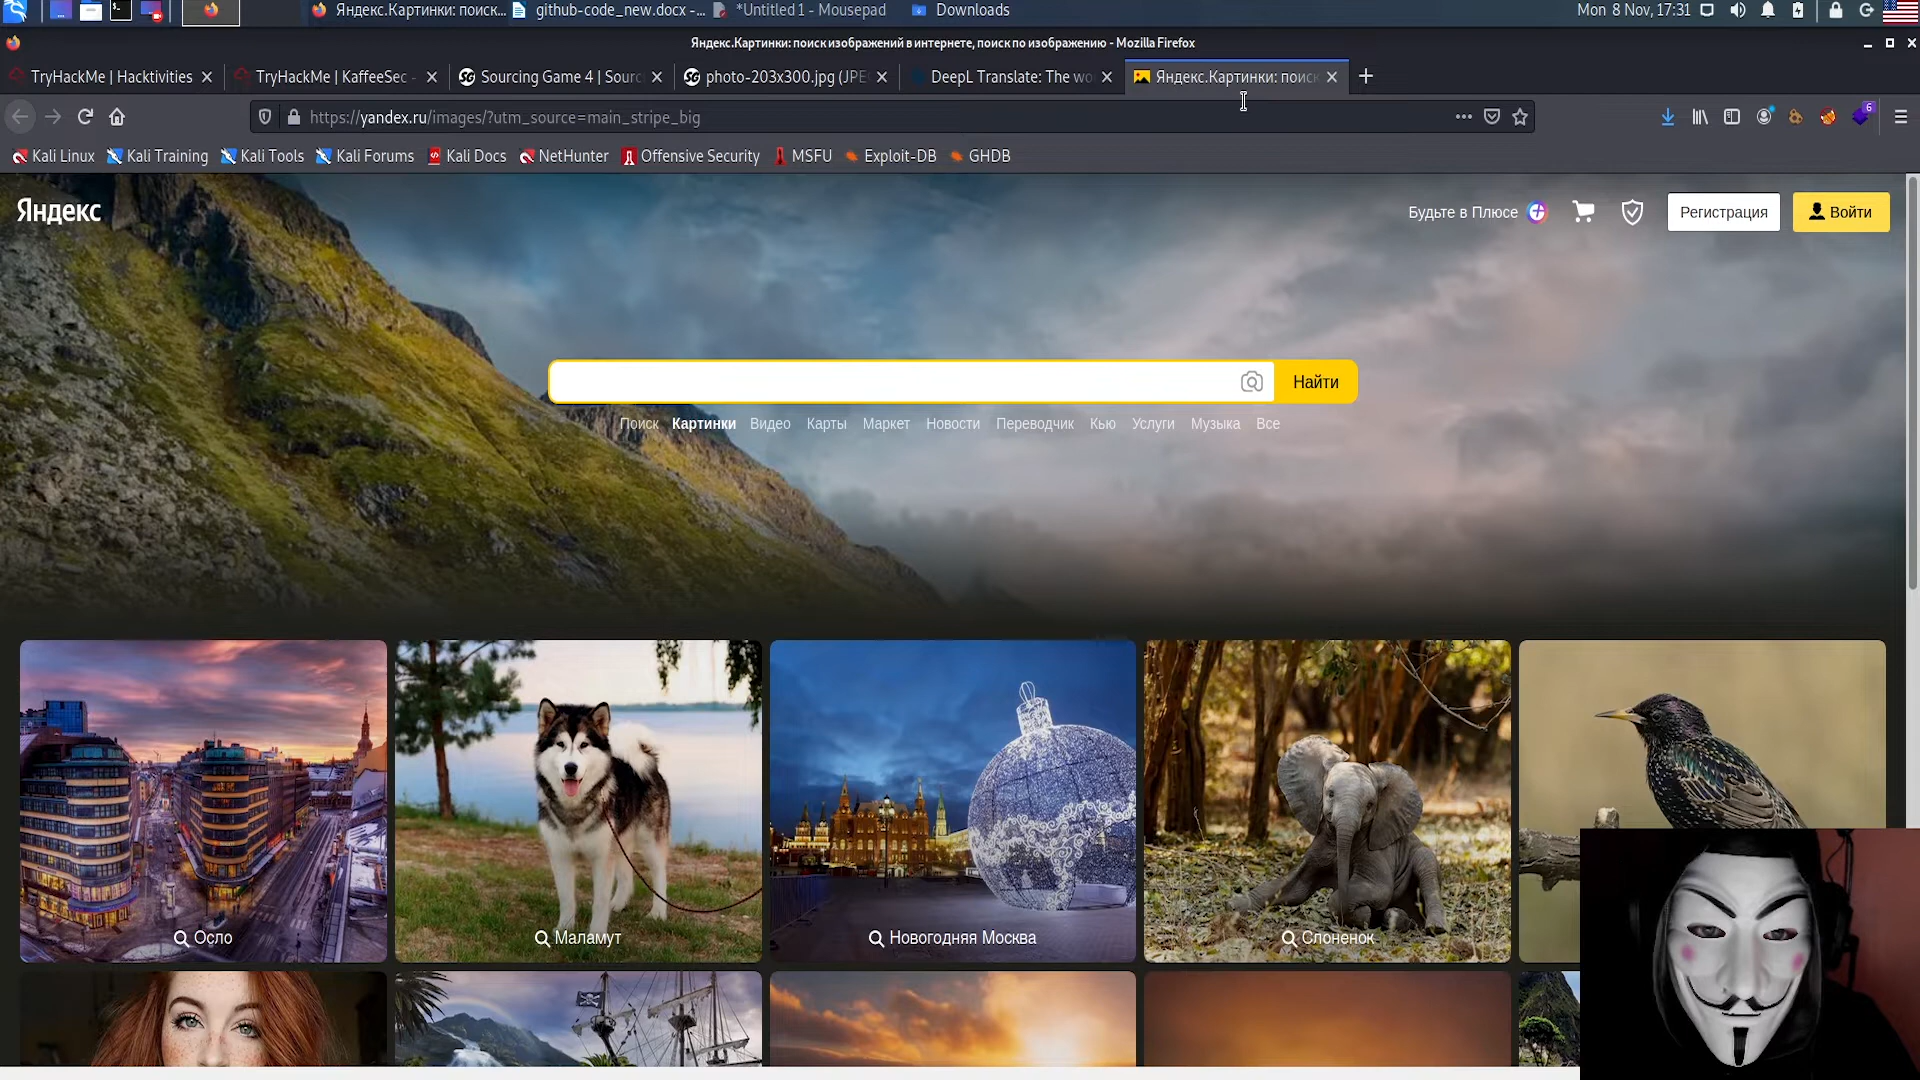 Яндекс.Картинки: поиск...
github-code_new.docx -...
*Untitled 1 - Mousepad
Downloads
Mon 8 Nov, 17:31
Яндекс.Картинки: поиск изображений в интернете, поиск по изображению - Mozilla Firefox
TryHackMe | Hacktivities
TryHackMe | KaffeeSec -
Sourcing Game 4 | Sourc
photo-203x300.jpg (JPE
DeepL Translate: The wo
Яндекс.Картинки: поиск
https://yandex.ru/images/?utm_source=main_stripe_big
6
Kali Linux
Kali Training
Kali Tools
Kali Forums
Kali Docs
NetHunter
Offensive Security
MSFU
Exploit-DB
GHDB
Яндекс
Будьте в Плюсе
Регистрация
Войти
Найти
Поиск Картинки Видео Карты Маркет Новости Переводчик Кью Услуги Музыка Все
Осло
Маламут
Новогодняя Москва
Слоненок